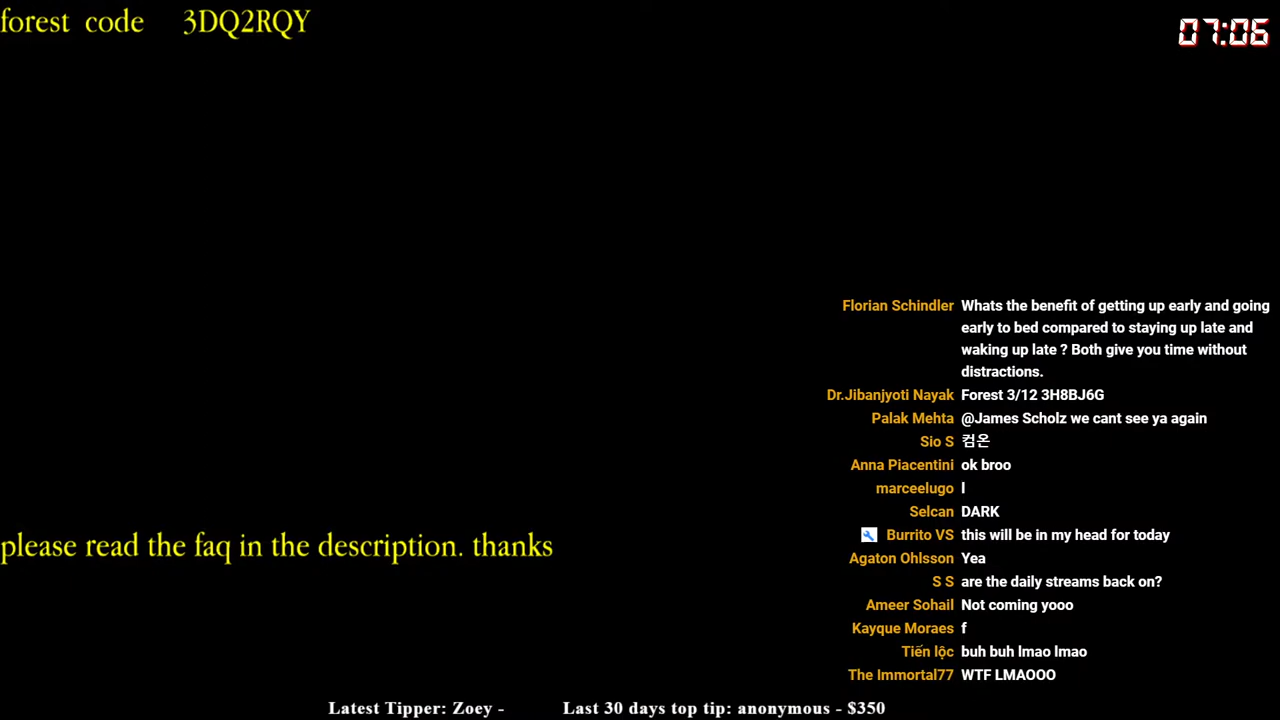 forest code 3DQ2RQY
07:06
Florian Schindler Whats the benefit of getting up early and going
early to bed compared to staying up late and
waking up late ? Both give you time without
distractions.
Dr.Jibanjyoti Nayak Forest 3/12 3H8BJ6G
Palak Mehta @James Scholz we cant see ya again
Sio S 컴온
Anna Piacentini ok broo
marceelugo l
Selcan DARK
Burrito VS this will be in my head for today
please read the faq in the description. thanks
Agaton Ohlsson Yea
S S are the daily streams back on?
Ameer Sohail Not coming yooo
Kayque Moraes f
Tiến lộc buh buh lmao lmao
The Immortal77 WTF LMAOOO
Latest Tipper: Zoey - Last 30 days top tip: anonymous - $350